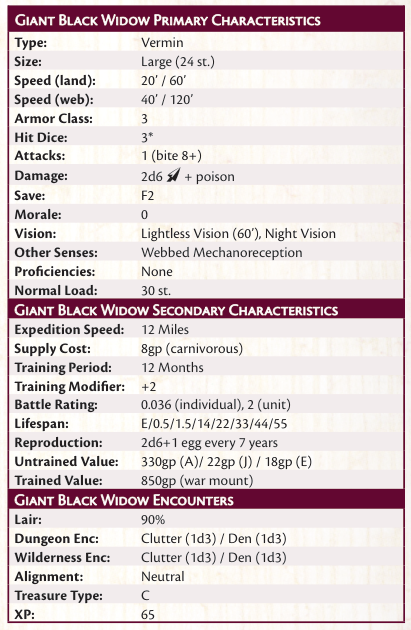 Giant Black Widow Primary Characteristics
Type: Vermin
Size: Large (24 st.)
Speed (land): 20’ / 60’
Speed (web): 40’ / 120’
Armor Class: 3
Hit Dice: 3*
Attacks: 1 (bite 8+)
Damage: 2d6 + poison
Save: F2
Morale: 0
Vision: Lightless Vision (60’), Night Vision
Other Senses: Webbed Mechanoreception
Proficiencies: None
Normal Load: 30 st.
Giant Black Widow Secondary Characteristics
Expedition Speed: 12 Miles
Supply Cost: 8gp (carnivorous)
Training Period: 12 Months
Training Modifier: +2
Battle Rating: 0.036 (individual), 2 (unit)
Lifespan: E/0.5/1.5/14/22/33/44/55
Reproduction: 2d6+1 egg every 7 years
Untrained Value: 330gp (A)/ 22gp (J) / 18gp (E)
Trained Value: 850gp (war mount)
Giant Black Widow Encounters
Lair: 90%
Dungeon Enc: Clutter (1d3) / Den (1d3)
Wilderness Enc: Clutter (1d3) / Den (1d3)
Alignment: Neutral
Treasure Type: C
XP: 65